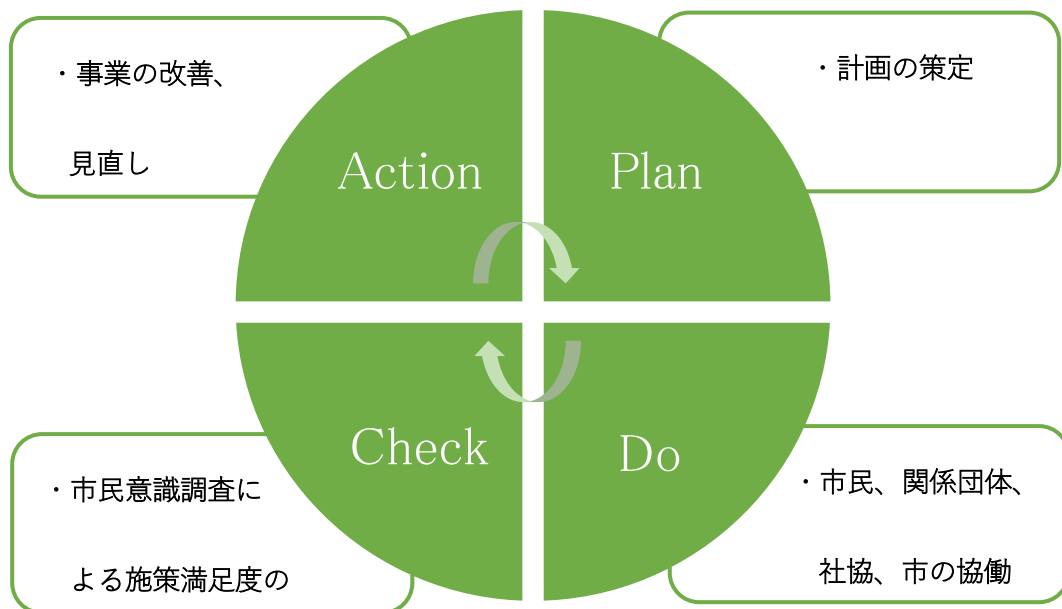 ・事業の改善、
見直し
Action
Plan
・計画の策定
Check
Do
・市民意識調査に
よる施策満足度の
・市民、関係団体、
社協、市の協働